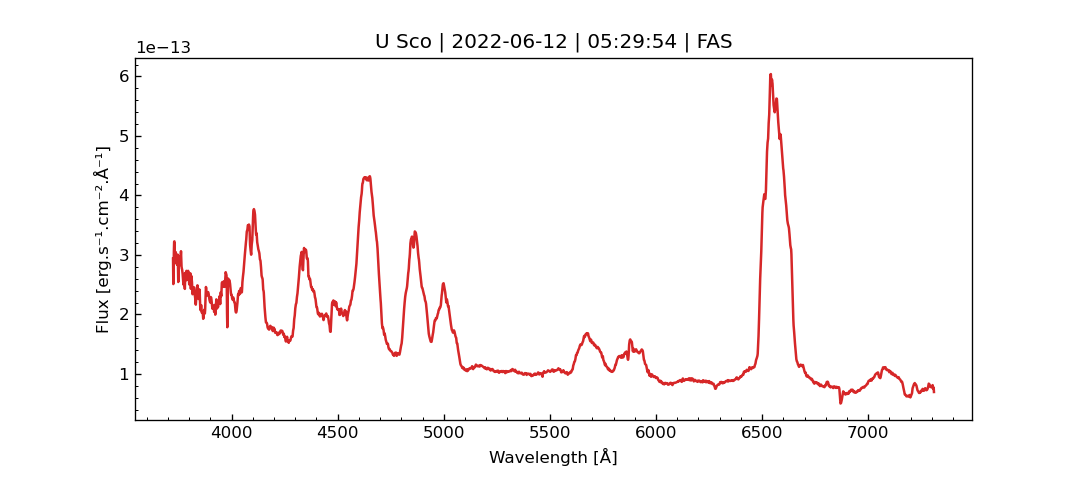 U Sco | 2022-06-12 | 05:29:54 | FAS
1e−13
6
5
4
3
2
1
Flux [erg.s⁻¹.cm⁻².Å⁻¹]
4000 4500 5000 5500 6000 6500 7000
Wavelength [Å]